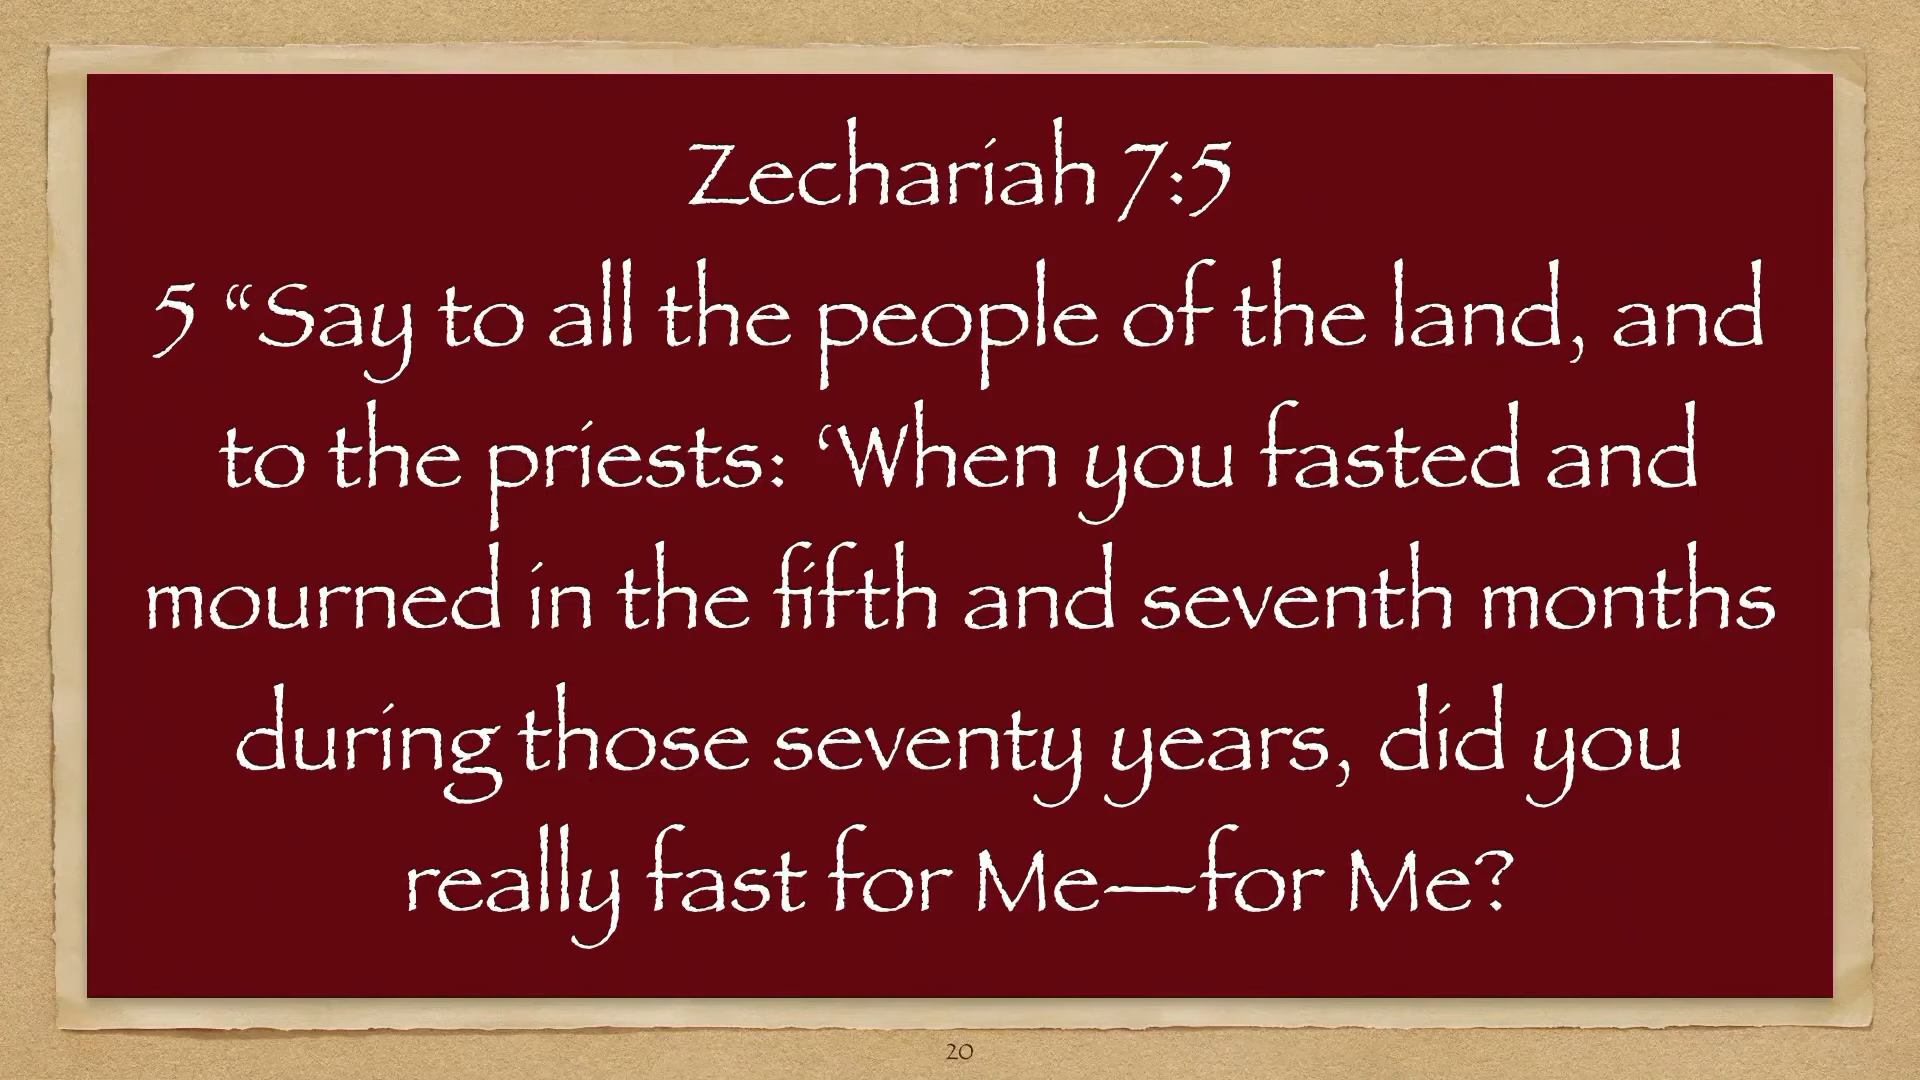 Zechariah 7:5
5 “Say to all the people of the land, and
to the priests: ‘When you fasted and
mourned in the fifth and seventh months
during those seventy years, did you
really fast for Me—for Me?
20